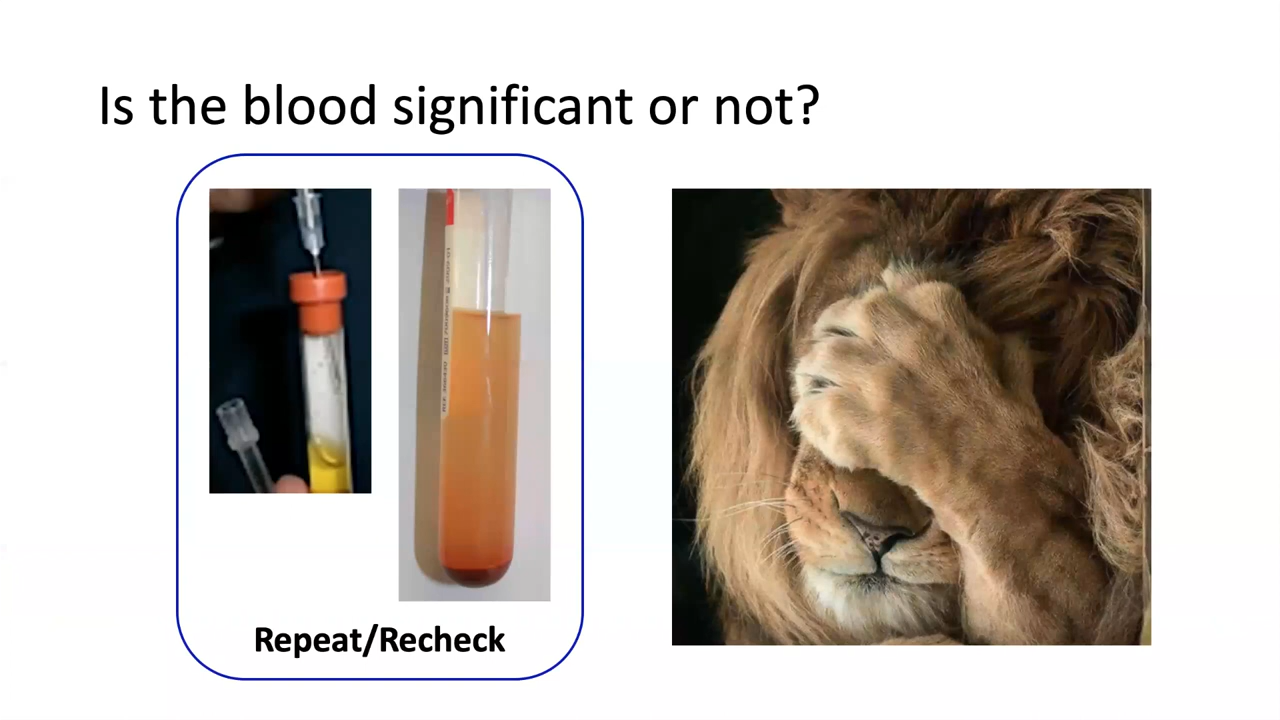 Is the blood significant or not?
Repeat/Recheck